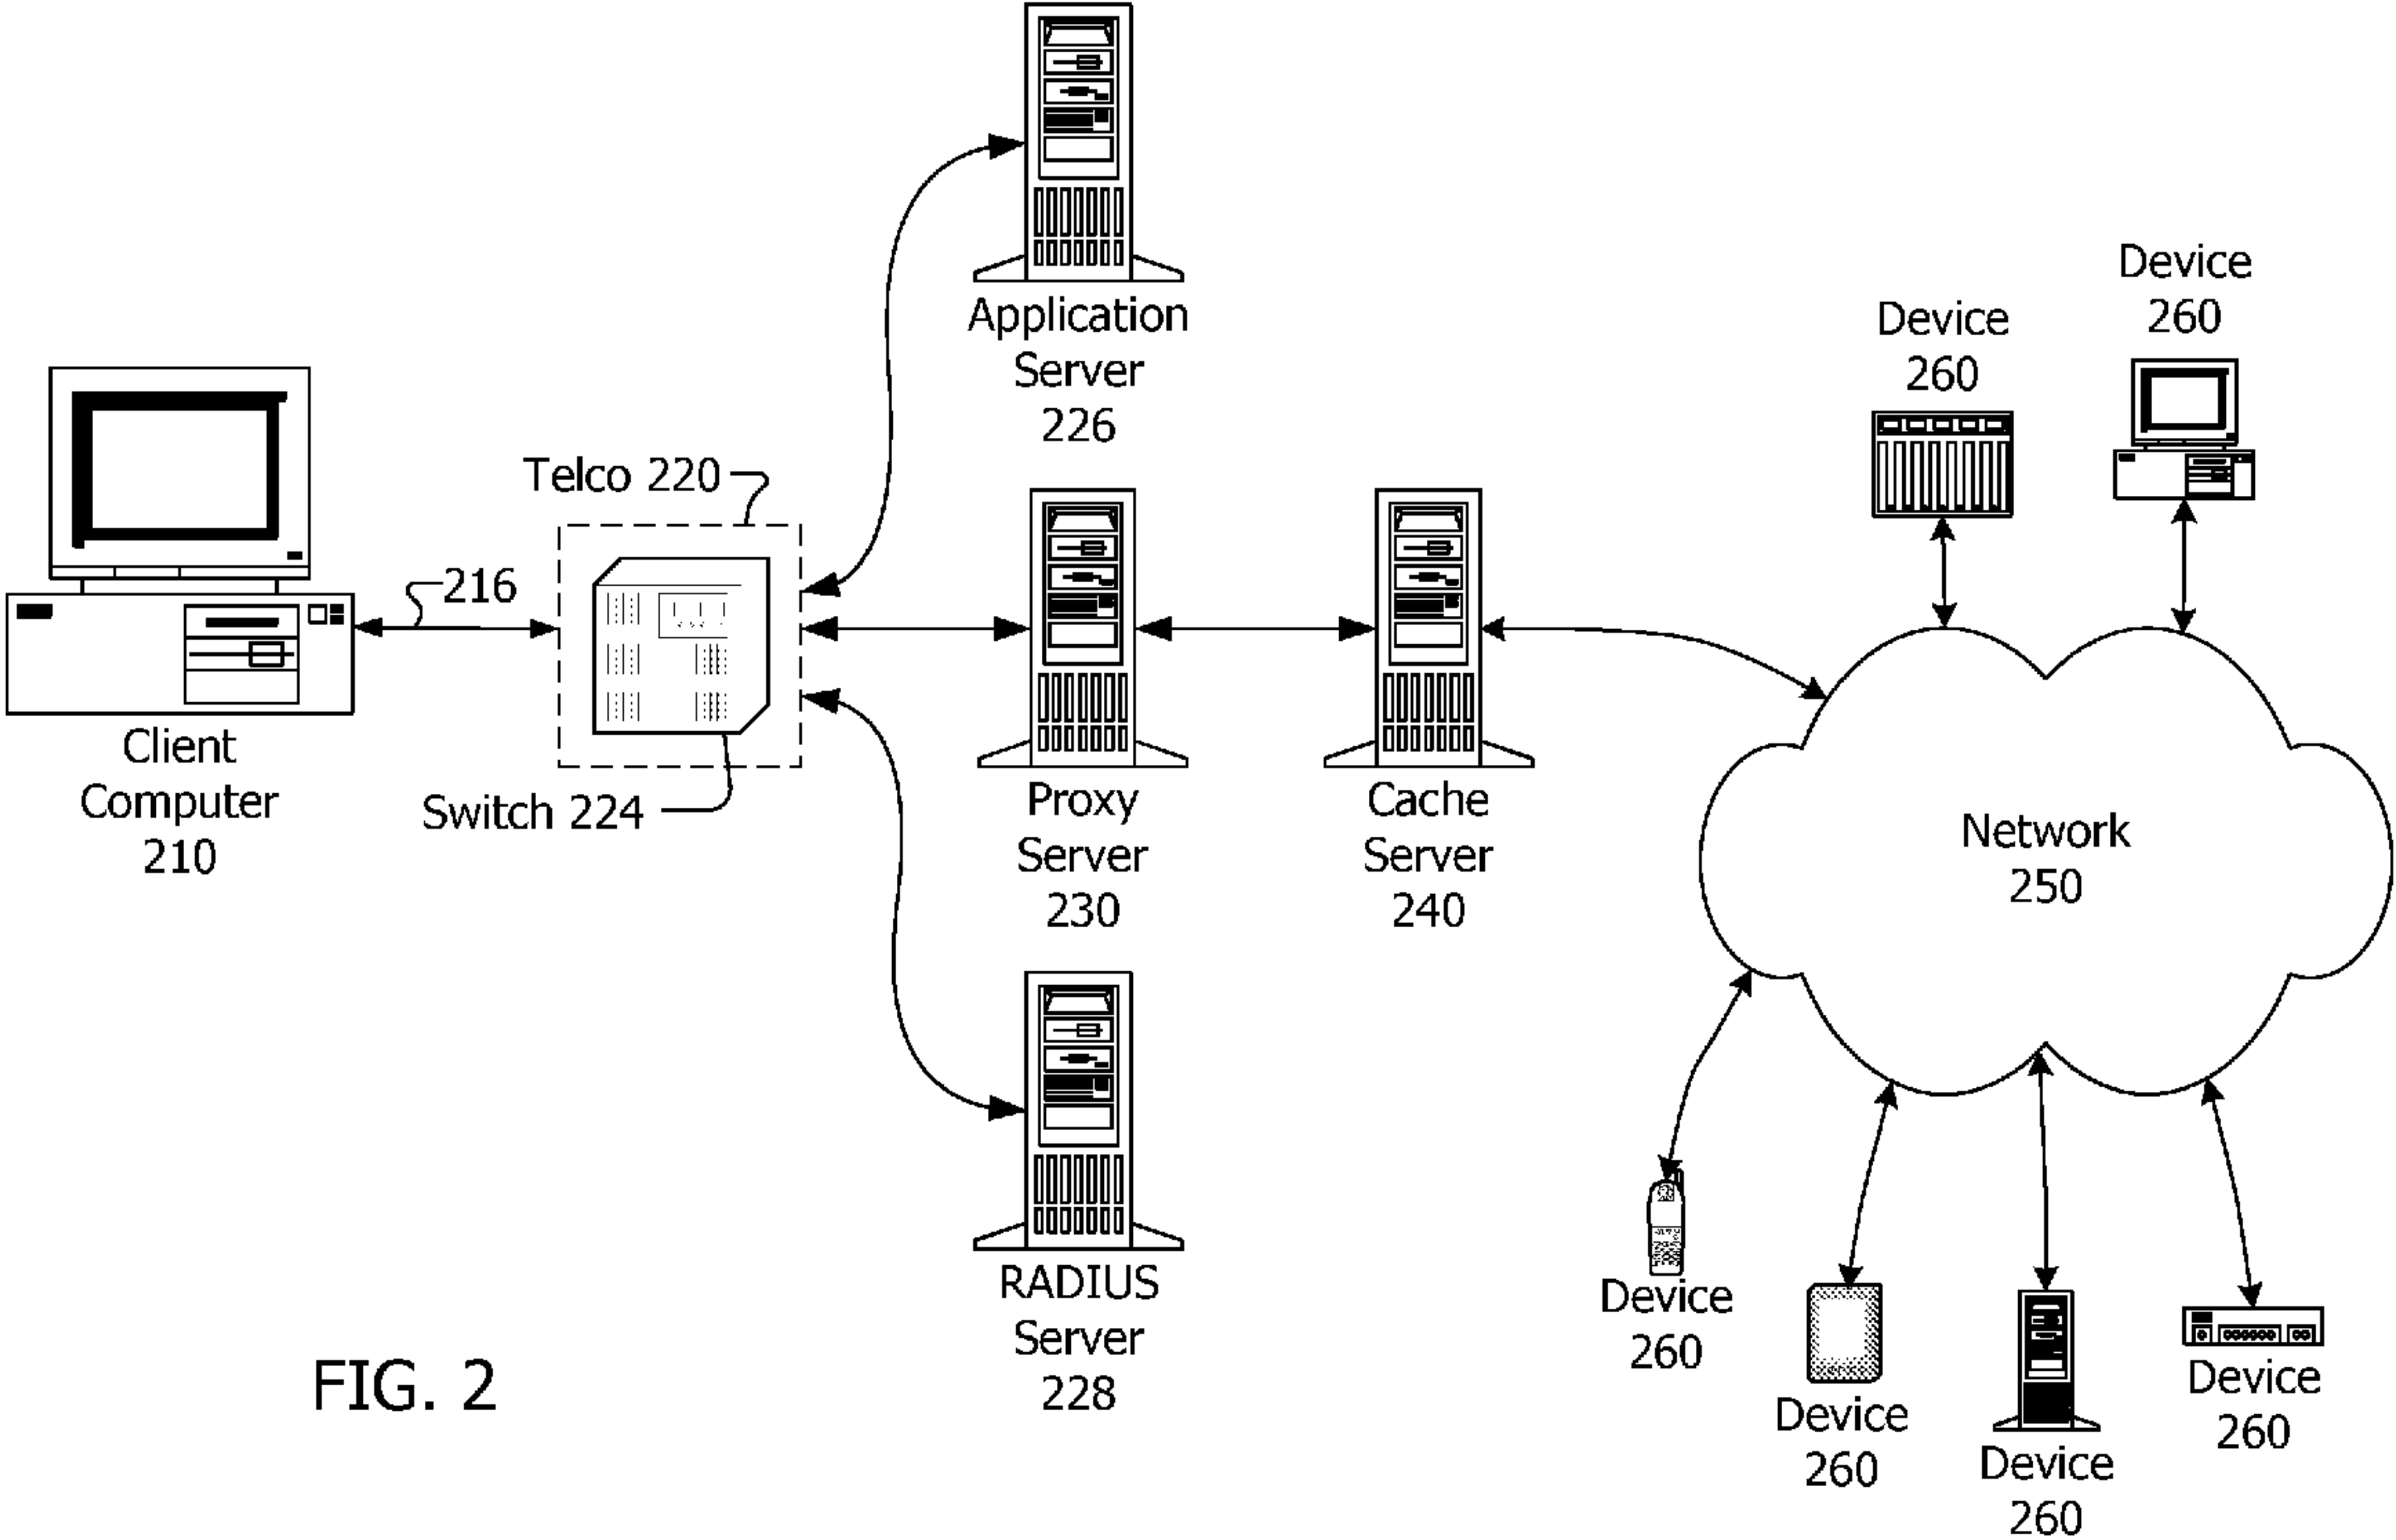 Application
Server
226
Device
260
Device
260
Telco 220
216
Client
Computer
210
Switch 224
Proxy
Server
230
Cache
Server
240
Network
250
RADIUS
Server
228
Device
260
Device
260
Device
260
Device
260
FIG. 2